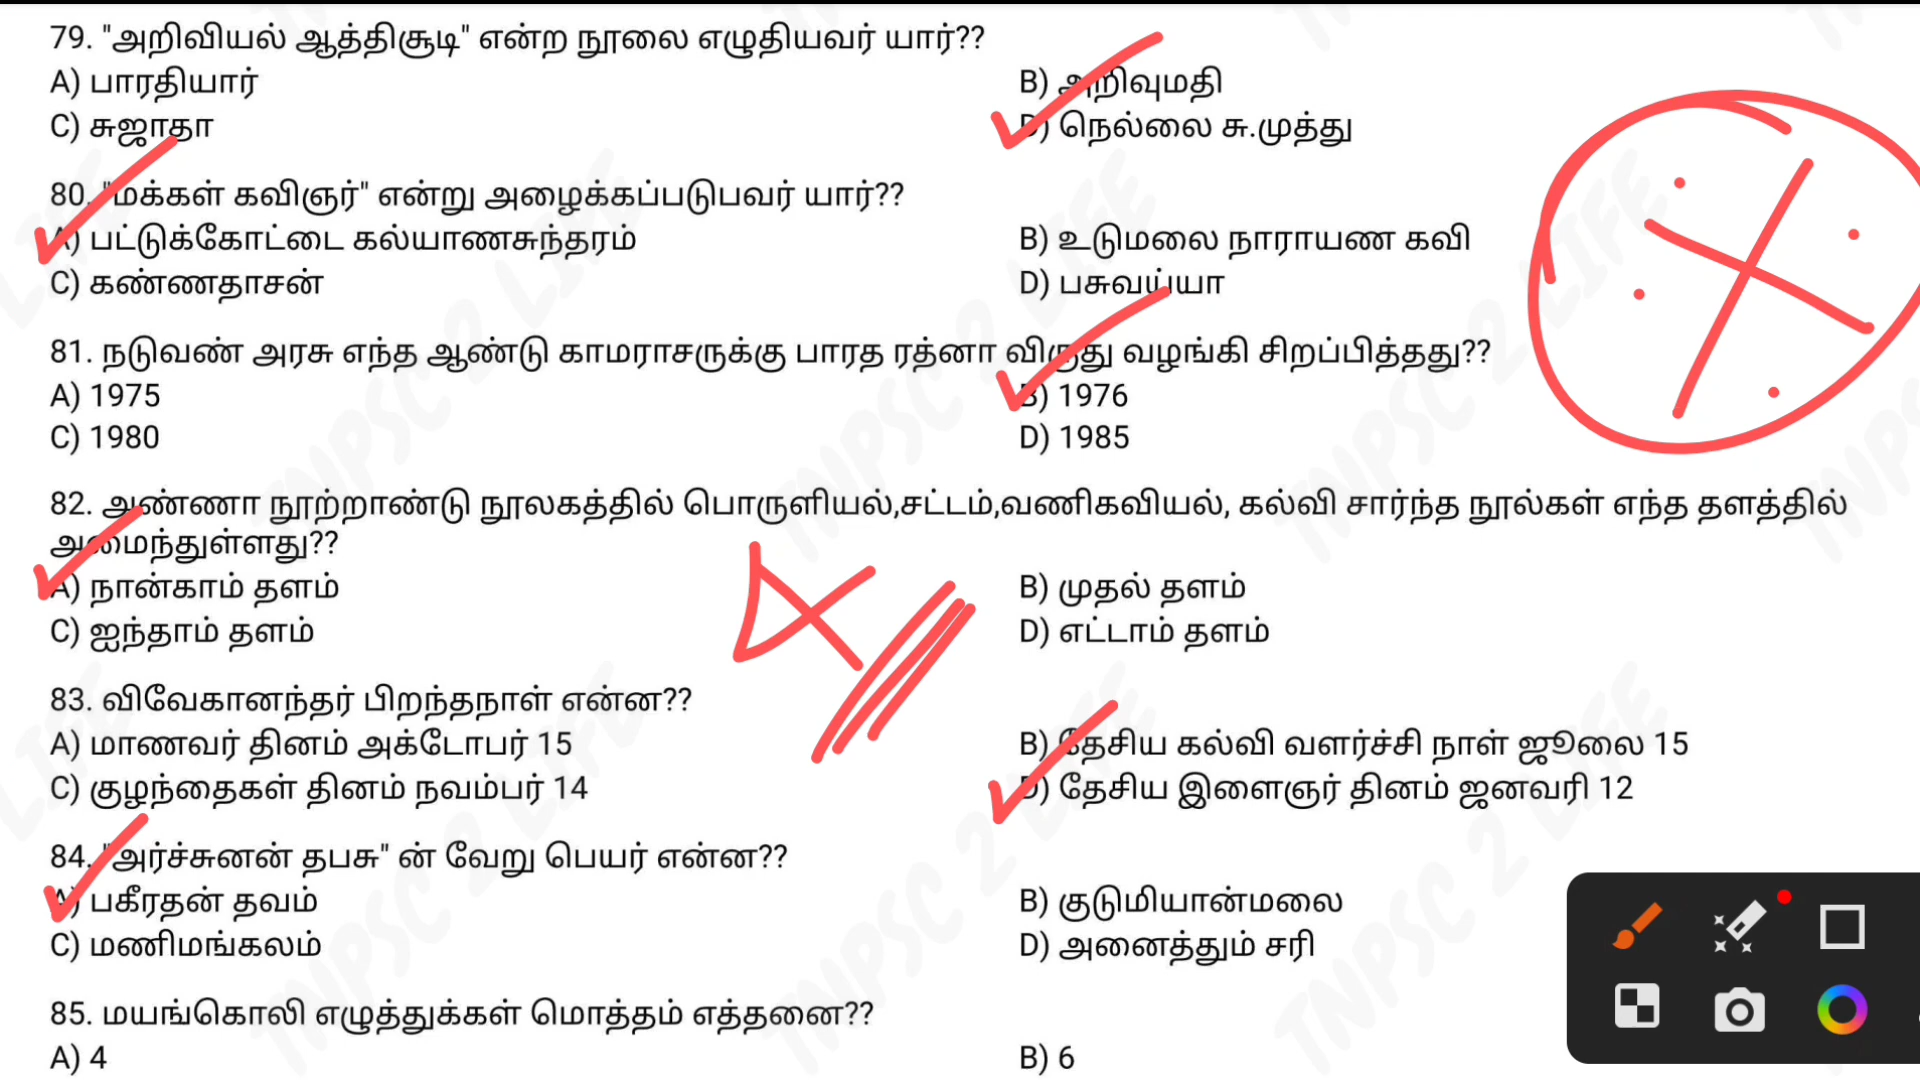 79. "அறிவியல் ஆத்திசூடி" என்ற நூலை எழுதியவர் யார்??
A) பாரதியார்
B) அறிவுமதி
C) சுஜாதா
D) நெல்லை சு.முத்து
80. "மக்கள் கவிஞர்" என்று அழைக்கப்படுபவர் யார்??
A) பட்டுக்கோட்டை கல்யாணசுந்தரம்
B) உடுமலை நாராயண கவி
C) கண்ணதாசன்
D) பசுவய்யா
81. நடுவண் அரசு எந்த ஆண்டு காமராசருக்கு பாரத ரத்னா விருது வழங்கி சிறப்பித்தது??
A) 1975
B) 1976
C) 1980
D) 1985
82. அண்ணா நூற்றாண்டு நூலகத்தில் பொருளியல்,சட்டம்,வணிகவியல், கல்வி சார்ந்த நூல்கள் எந்த தளத்தில்
அமைந்துள்ளது??
A) நான்காம் தளம்
B) முதல் தளம்
C) ஐந்தாம் தளம்
D) எட்டாம் தளம்
83. விவேகானந்தர் பிறந்தநாள் என்ன??
A) மாணவர் தினம் அக்டோபர் 15
B) தேசிய கல்வி வளர்ச்சி நாள் ஜூலை 15
C) குழந்தைகள் தினம் நவம்பர் 14
D) தேசிய இளைஞர் தினம் ஜனவரி 12
84. "அர்ச்சுனன் தபசு" ன் வேறு பெயர் என்ன??
A) பகீரதன் தவம்
B) குடுமியான்மலை
C) மணிமங்கலம்
D) அனைத்தும் சரி
85. மயங்கொலி எழுத்துக்கள் மொத்தம் எத்தனை??
A) 4
B) 6
4
TNPSC 2 LIFE